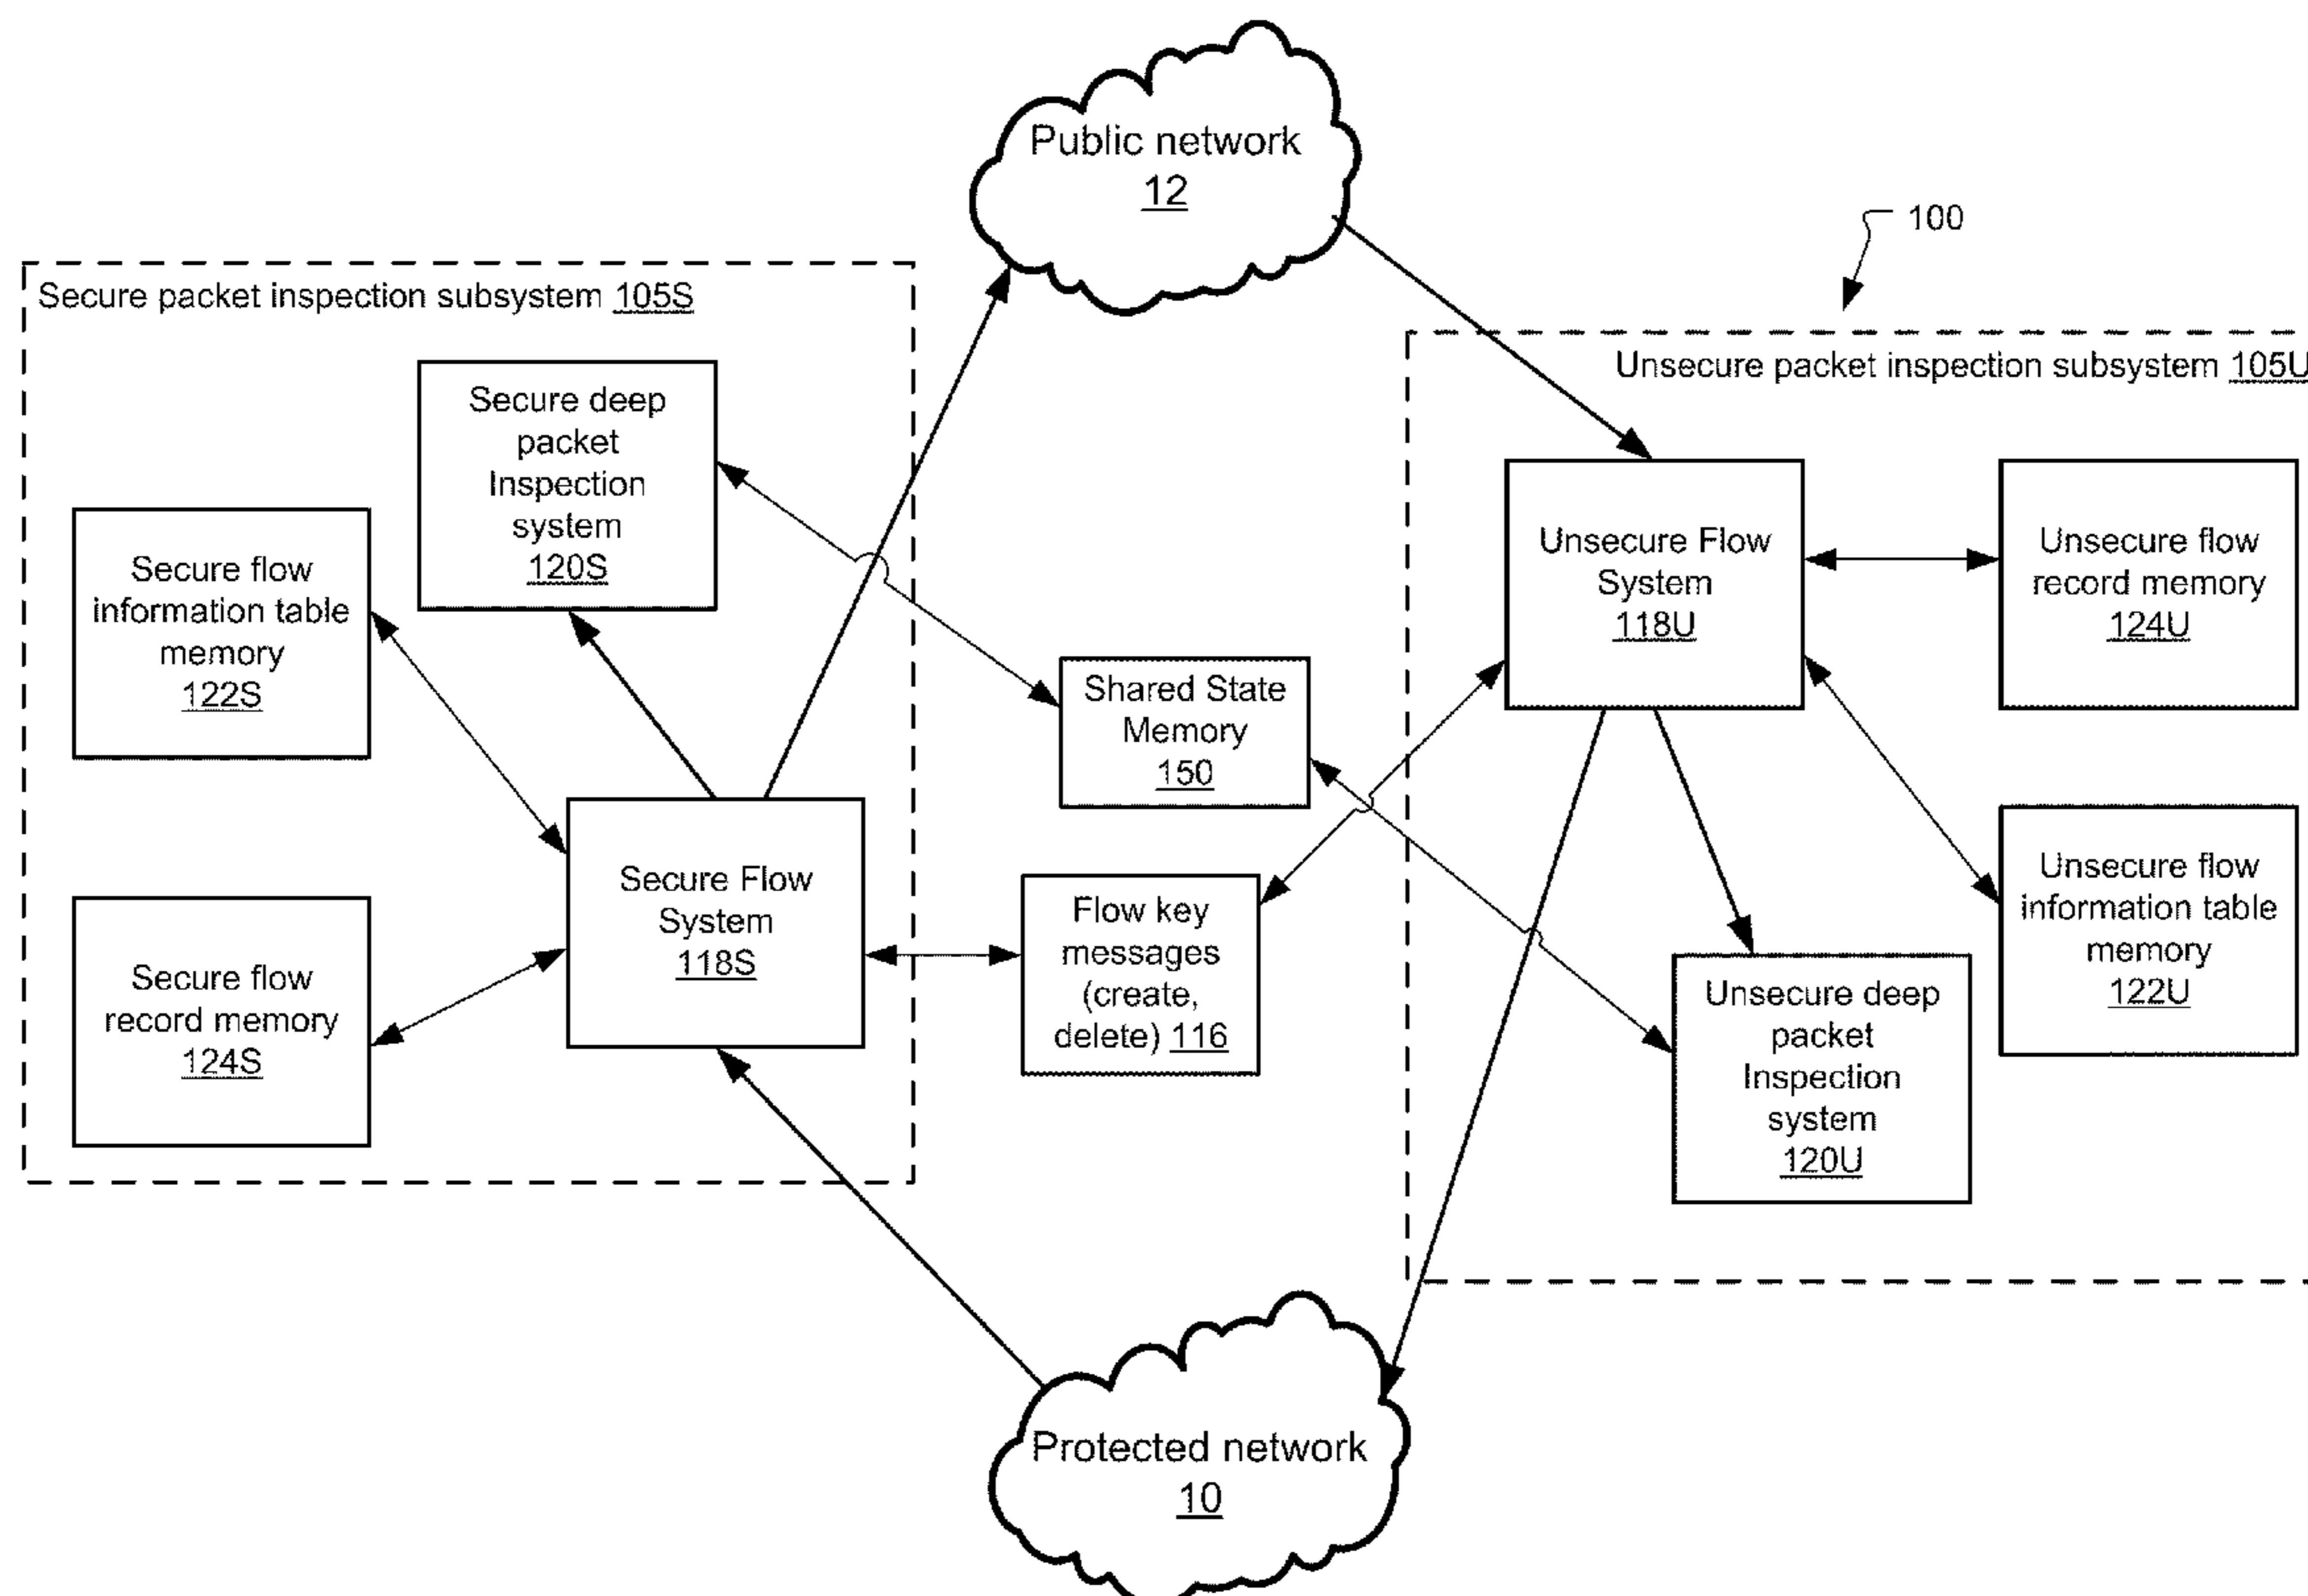 Public network
12
100
Secure packet inspection subsystem 105S
Unsecure packet inspection subsystem 105U
Secure deep
packet
Inspection
system
120S
Secure flow
information table
memory
122S
Unsecure Flow
System
118U
Unsecure flow
record memory
124U
Shared State
Memory
150
Secure Flow
System
118S
Flow key
messages
(create,
delete) 116
Unsecure flow
information table
memory
122U
Secure flow
record memory
124S
Unsecure deep
packet
Inspection
system
120U
Protected network
10